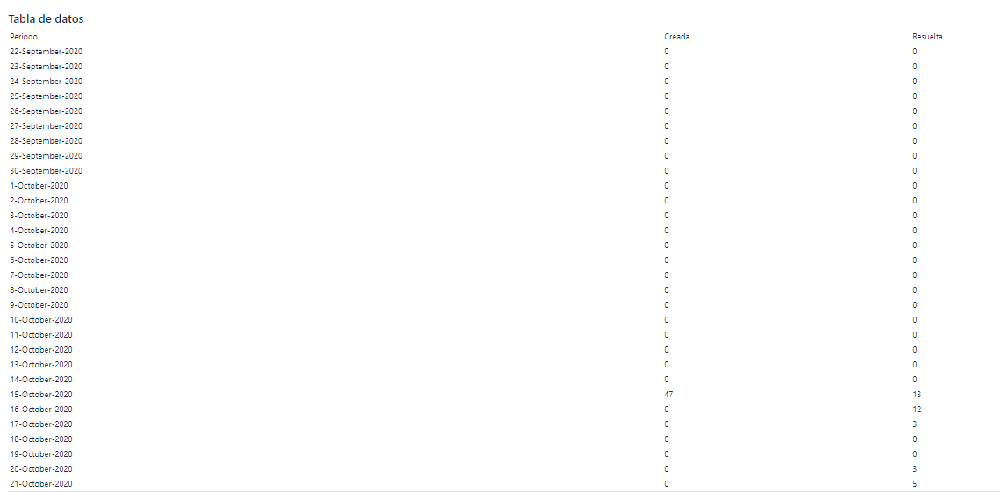 Tabla de datos
Periodo Creada Resuelta
22-September-2020 0 0
23-September-2020 0 0
24-September-2020 0 0
25-September-2020 0 0
26-September-2020 0 0
27-September-2020 0 0
28-September-2020 0 0
29-September-2020 0 0
30-September-2020 0 0
1-October-2020 0 0
2-October-2020 0 0
3-October-2020 0 0
4-October-2020 0 0
5-October-2020 0 0
6-October-2020 0 0
7-October-2020 0 0
8-October-2020 0 0
9-October-2020 0 0
10-October-2020 0 0
11-October-2020 0 0
12-October-2020 0 0
13-October-2020 0 0
14-October-2020 0 0
15-October-2020 47 13
16-October-2020 0 12
17-October-2020 0 3
18-October-2020 0 0
19-October-2020 0 0
20-October-2020 0 3
21-October-2020 0 5